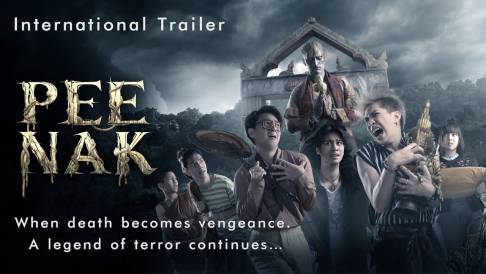 International Trailer
PEE
NAK
When death becomes vengeance.
A legend of terror continues...